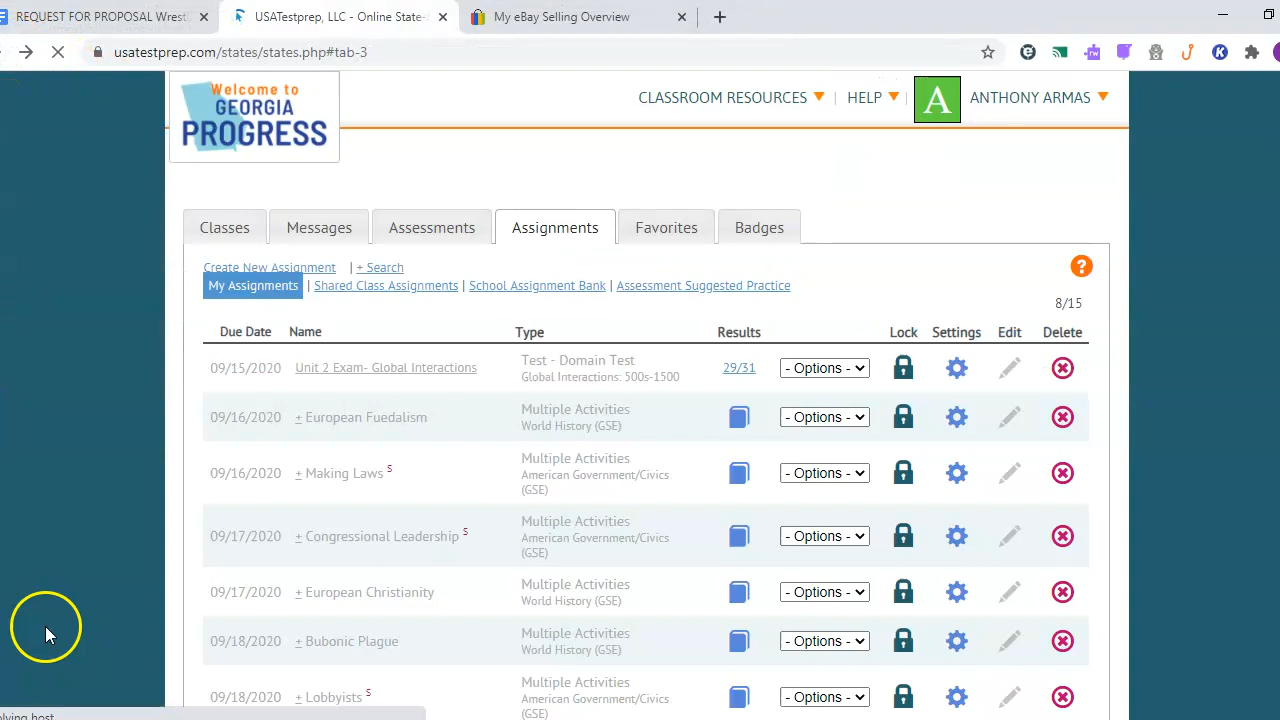 REQUEST FOR PROPOSAL Wrest
USATestprep, LLC - Online State-
My eBay Selling Overview
usatestprep.com/states/states.php#tab-3
Welcome to
GEORGIA
PROGRESS
CLASSROOM RESOURCES | HELP | A ANTHONY ARMAS
Classes Messages Assessments Assignments Favorites Badges
Create New Assignment | + Search
My Assignments | Shared Class Assignments | School Assignment Bank | Assessment Suggested Practice
8/15
Due Date Name Type Results Lock Settings Edit Delete
09/15/2020 Unit 2 Exam- Global Interactions Test - Domain Test 29/31 - Options -
Global Interactions: 500s-1500
09/16/2020 + European Fuedalism Multiple Activities - Options -
World History (GSE)
09/16/2020 + Making Laws S Multiple Activities - Options -
American Government/Civics
(GSE)
09/17/2020 + Congressional Leadership S Multiple Activities - Options -
American Government/Civics
(GSE)
09/17/2020 + European Christianity Multiple Activities - Options -
World History (GSE)
09/18/2020 + Bubonic Plague Multiple Activities - Options -
World History (GSE)
09/18/2020 + Lobbyists S Multiple Activities - Options -
American Government/Civics
(GSE)
olving host